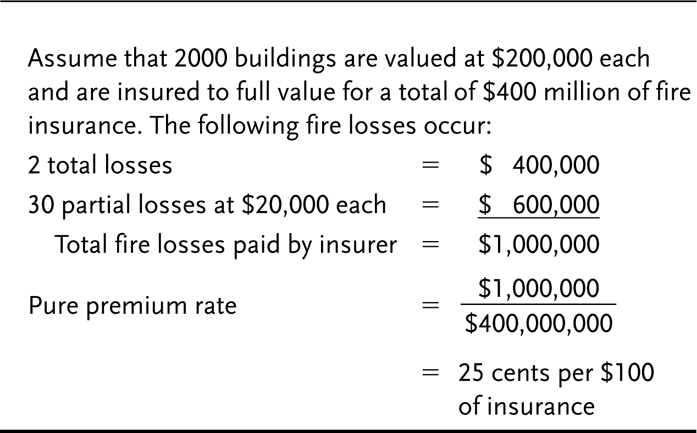 Assume that 2000 buildings are valued at $200,000 each
and are insured to full value for a total of $400 million of fire
insurance. The following fire losses occur:
2 total losses = $ 400,000
30 partial losses at $20,000 each = $ 600,000
Total fire losses paid by insurer = $1,000,000
Pure premium rate = $1,000,000
$400,000,000
= 25 cents per $100
of insurance